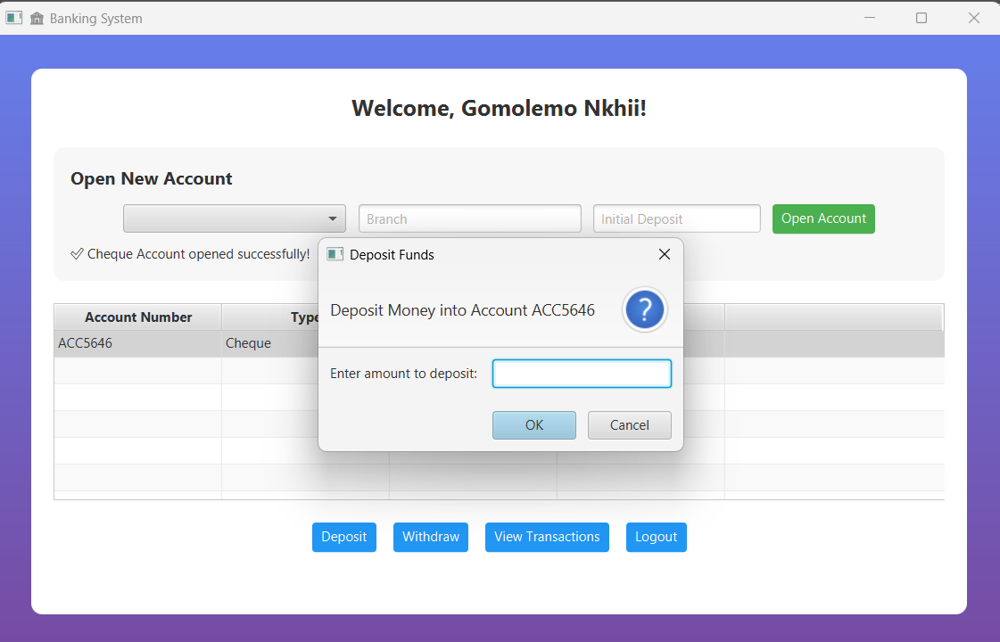 Banking System
Welcome, Gomolemo Nkhii!
Open New Account
Branch
Initial Deposit
Open Account
Cheque Account opened successfully!
Deposit Funds
Deposit Money into Account ACC5646
?
Enter amount to deposit:
OK
Cancel
Account Number
Type
ACC5646
Cheque
Deposit
Withdraw
View Transactions
Logout